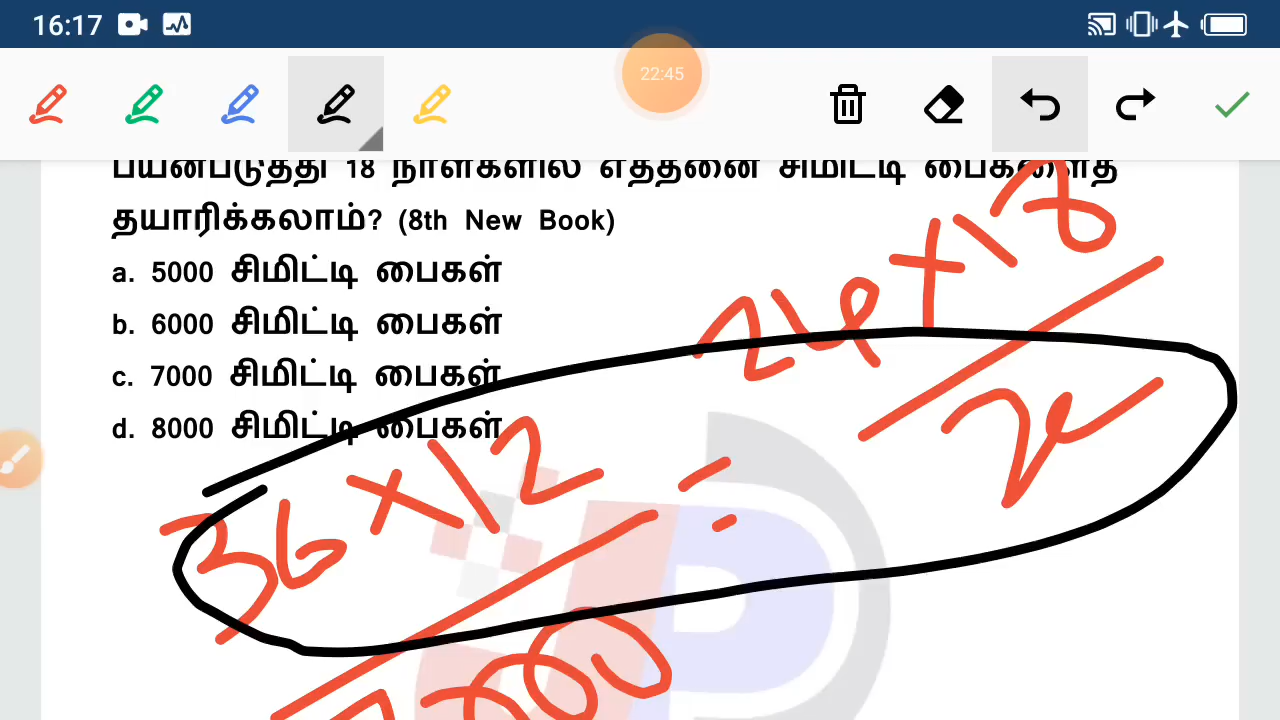 16:17
22:45
பயன்படுத்தி 18 நாள்களில் எத்தனை சிமிட்டி பைகளைத்
தயாரிக்கலாம்? (8th New Book)
a. 5000 சிமிட்டி பைகள்
b. 6000 சிமிட்டி பைகள்
c. 7000 சிமிட்டி பைகள்
d. 8000 சிமிட்டி பைகள்
24 x 18
x
36 x 12 =